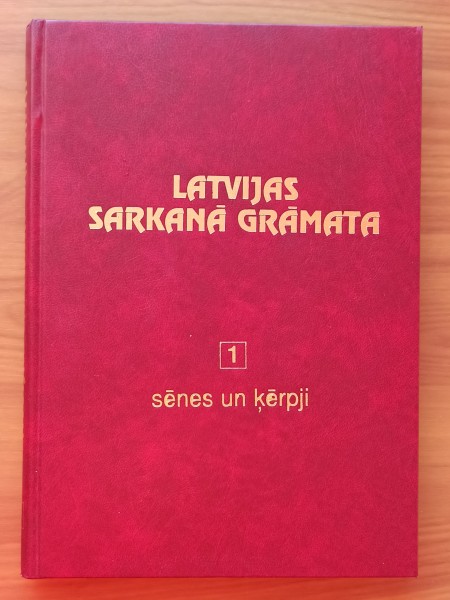 LATVIJAS
SARKANĀ GRĀMATA
1
sēnes un ķērpji